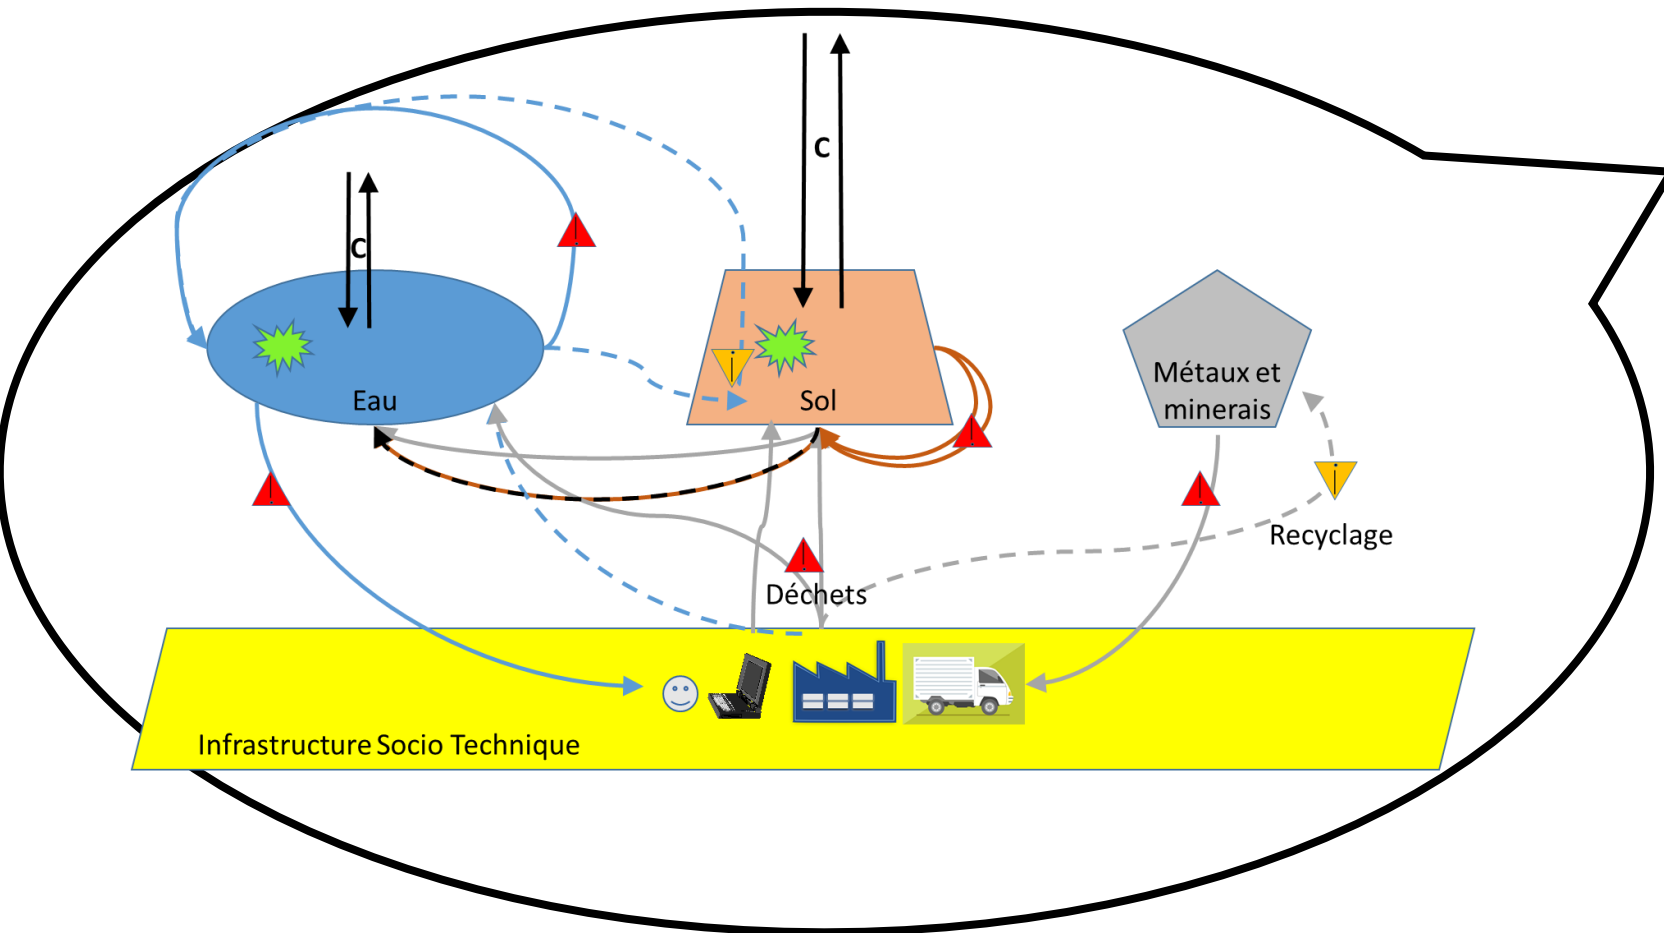 C
C
Eau
Sol
Métaux et
minerais
Recyclage
Déchets
Infrastructure Socio Technique